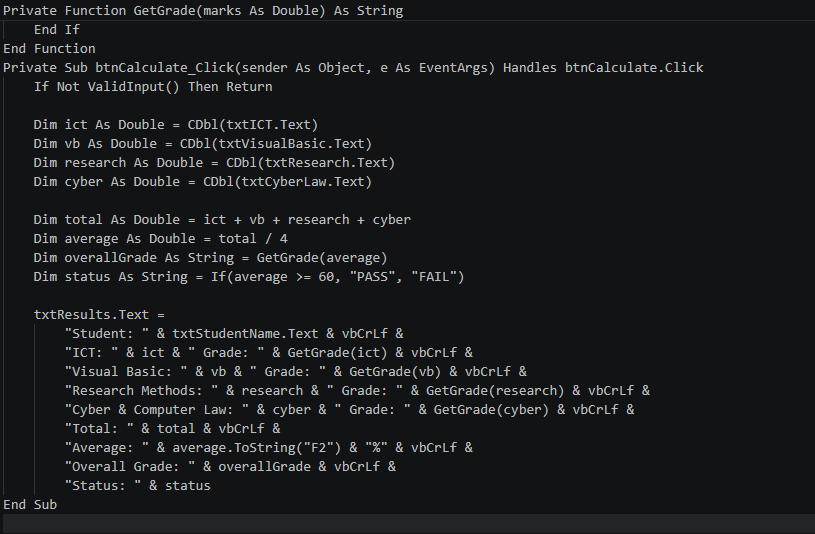 Private Function GetGrade(marks As Double) As String
    End If
End Function
Private Sub btnCalculate_Click(sender As Object, e As EventArgs) Handles btnCalculate.Click
    If Not ValidInput() Then Return

    Dim ict As Double = CDbl(txtICT.Text)
    Dim vb As Double = CDbl(txtVisualBasic.Text)
    Dim research As Double = CDbl(txtResearch.Text)
    Dim cyber As Double = CDbl(txtCyberLaw.Text)

    Dim total As Double = ict + vb + research + cyber
    Dim average As Double = total / 4
    Dim overallGrade As String = GetGrade(average)
    Dim status As String = If(average >= 60, "PASS", "FAIL")

    txtResults.Text =
        "Student: " & txtStudentName.Text & vbCrLf &
        "ICT: " & ict & " Grade: " & GetGrade(ict) & vbCrLf &
        "Visual Basic: " & vb & " Grade: " & GetGrade(vb) & vbCrLf &
        "Research Methods: " & research & " Grade: " & GetGrade(research) & vbCrLf &
        "Cyber & Computer Law: " & cyber & " Grade: " & GetGrade(cyber) & vbCrLf &
        "Total: " & total & vbCrLf &
        "Average: " & average.ToString("F2") & "%" & vbCrLf &
        "Overall Grade: " & overallGrade & vbCrLf &
        "Status: " & status
End Sub